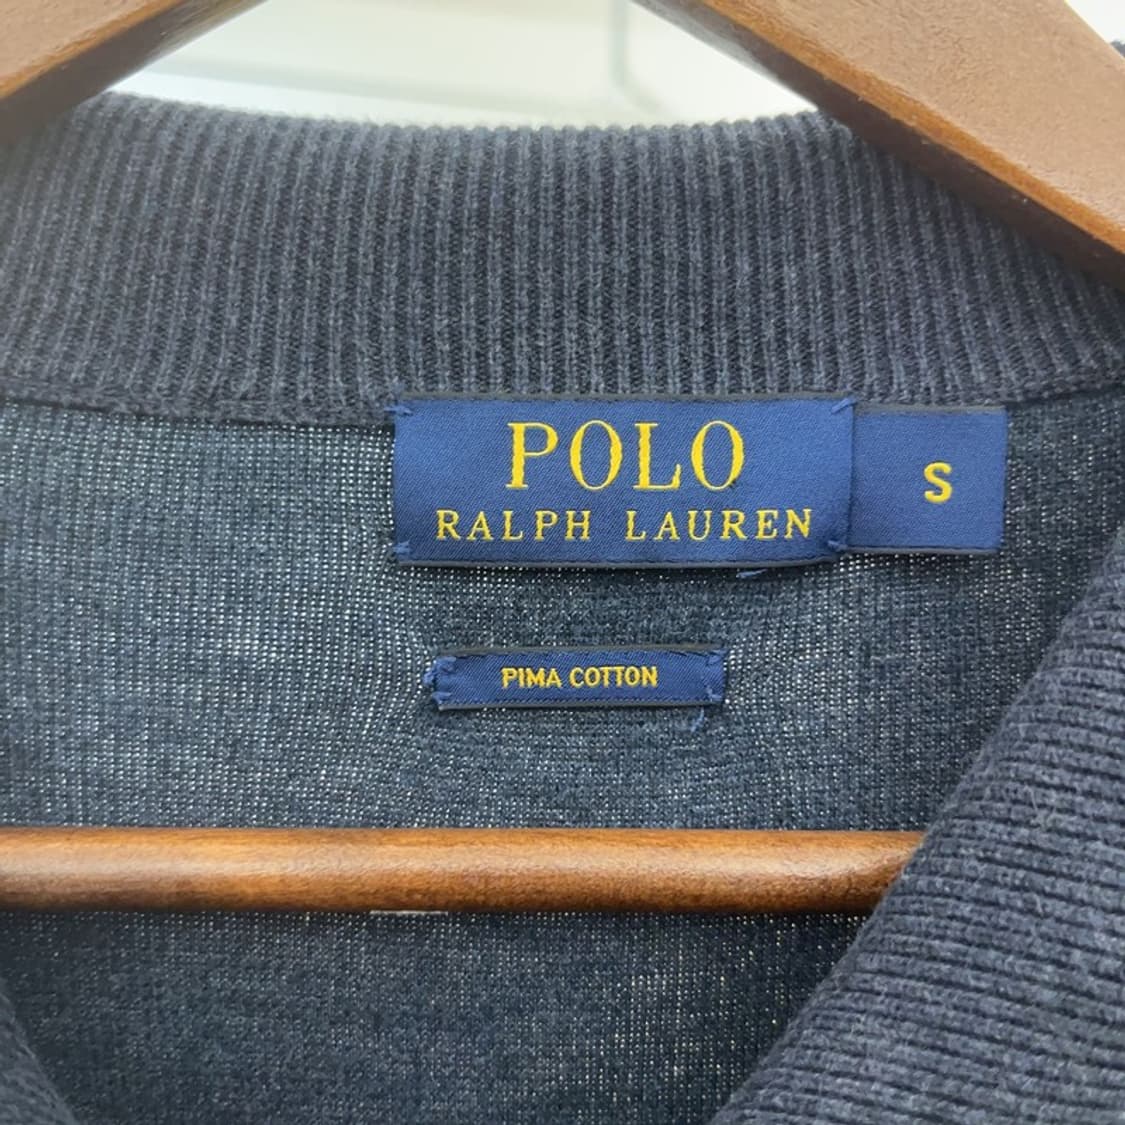 POLO
RALPH LAUREN
S
PIMA COTTON